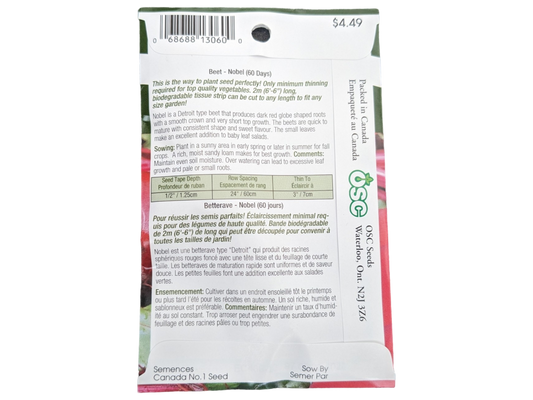 0 68688 13060 0
$4.49
Beet - Nobel (60 Days)
This is the way to plant seed perfectly! Only minimum thinning
required for top quality vegetables. 2m (6'-6") long,
biodegradable tissue strip can be cut to any length to fit any
size garden!
Nobel is a Detroit type beet that produces dark red globe shaped roots
with a smooth crown and very short top growth. The beets are quick to
mature with consistent shape and sweet flavour. The small leaves
make an excellent addition to baby leaf salads.
Sowing: Plant in a sunny area in early spring or later in summer for fall
crops. A rich, moist sandy loam makes for best growth. Comments:
Maintain even soil moisture. Over watering can lead to excessive leaf
growth and pale or small roots.
Seed Tape Depth Row Spacing Thin To
Profondeur de ruban Espacement de rang Éclaircir à
1/2" / 1.25cm 24" / 60cm 3" / 7cm
Betterave - Nobel (60 jours)
Pour réussir les semis parfaits! Éclaircissement minimal req-
uis pour des légumes de haute qualité. Bande biodégradable
de 2m (6'-6") de long qui peut être découpée pour convenir à
toutes les tailles de jardin!
Nobel est une betterave type "Detroit" qui produit des racines
sphériques rouges foncé avec une tête lisse et du feuillage de courte
taille. Les betteraves de maturation rapide sont uniformes et de saveur
douce. Les petites feuilles font une addition excellente aux salades
vertes.
Ensemencement: Cultiver dans un endroit ensoleillé tôt le printemps
ou plus tard l'été pour les récoltes en automne. Un sol riche, humide et
sablonneux est préférable. Commentaires: Maintenir un taux d'humid-
ité au sol constant. Trop arroser peut engendrer une surabondance de
feuillage et des racines pâles ou trop petites.
Packed in Canada
Empaqueté au Canada
OSC
OSC Seeds
Waterloo, Ont. N2J 3Z6
Semences
Canada No.1 Seed
Sow By
Semer Par